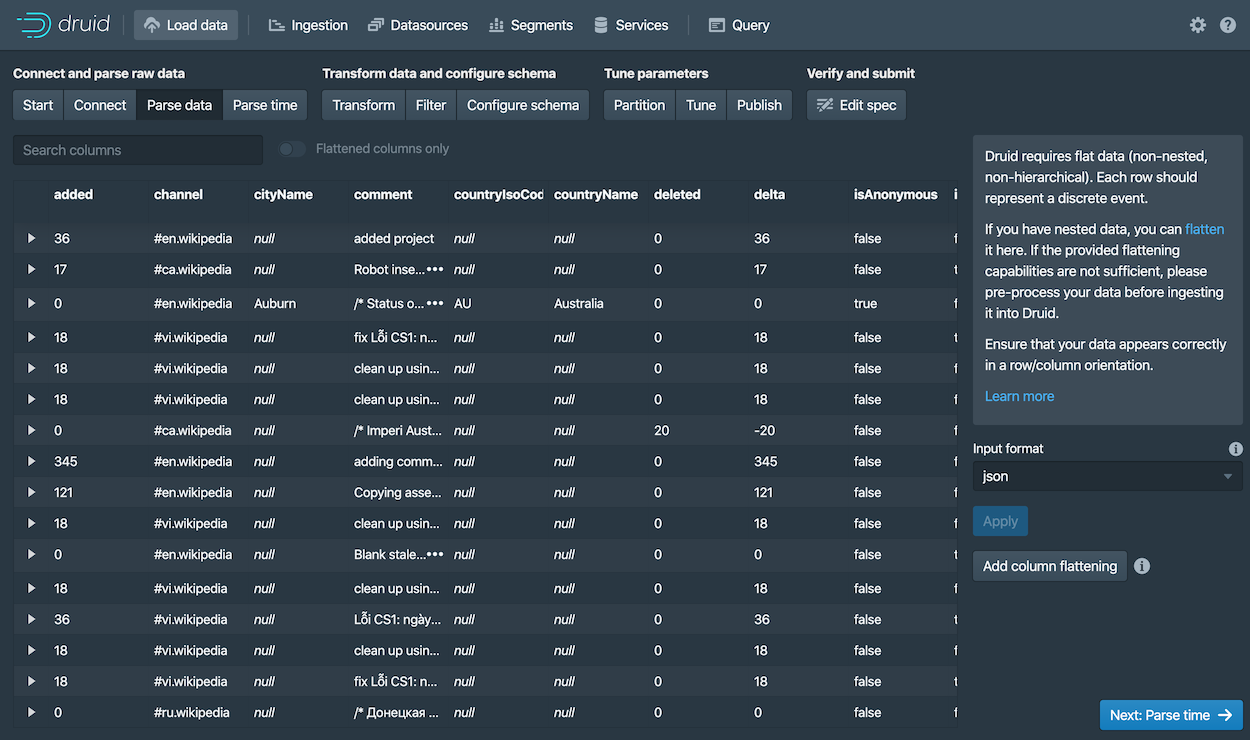 druid Load data Ingestion Datasources Segments Services Query
Connect and parse raw data Transform data and configure schema Tune parameters Verify and submit
Start Connect Parse data Parse time Transform Filter Configure schema Partition Tune Publish Edit spec
Search columns Flattened columns only
added channel cityName comment countryIsoCod countryName deleted delta isAnonymous i
36 #en.wikipedia null added project null null 0 36 false f
17 #ca.wikipedia null Robot inse...••• null null 0 17 false t
0 #en.wikipedia Auburn /* Status o...••• AU Australia 0 0 true f
18 #vi.wikipedia null fix Lỗi CS1: n... null null 0 18 false t
18 #vi.wikipedia null clean up usin... null null 0 18 false f
18 #vi.wikipedia null clean up usin... null null 0 18 false f
0 #ca.wikipedia null /* Imperi Aust... null null 20 -20 false f
345 #en.wikipedia null adding comm... null null 0 345 false f
121 #en.wikipedia null Copying asse... null null 0 121 false f
18 #vi.wikipedia null clean up usin... null null 0 18 false f
0 #en.wikipedia null Blank stale...••• null null 0 0 false t
18 #vi.wikipedia null clean up usin... null null 0 18 false f
36 #vi.wikipedia null Lỗi CS1: ngày... null null 0 36 false t
18 #vi.wikipedia null clean up usin... null null 0 18 false f
18 #vi.wikipedia null fix Lỗi CS1: n... null null 0 18 false t
0 #ru.wikipedia null /* Донецкая ... null null 0 0 false f
Druid requires flat data (non-nested,
non-hierarchical). Each row should
represent a discrete event.
If you have nested data, you can flatten
it here. If the provided flattening
capabilities are not sufficient, please
pre-process your data before ingesting
it into Druid.
Ensure that your data appears correctly
in a row/column orientation.
Learn more
Input format
json
Apply
Add column flattening
Next: Parse time